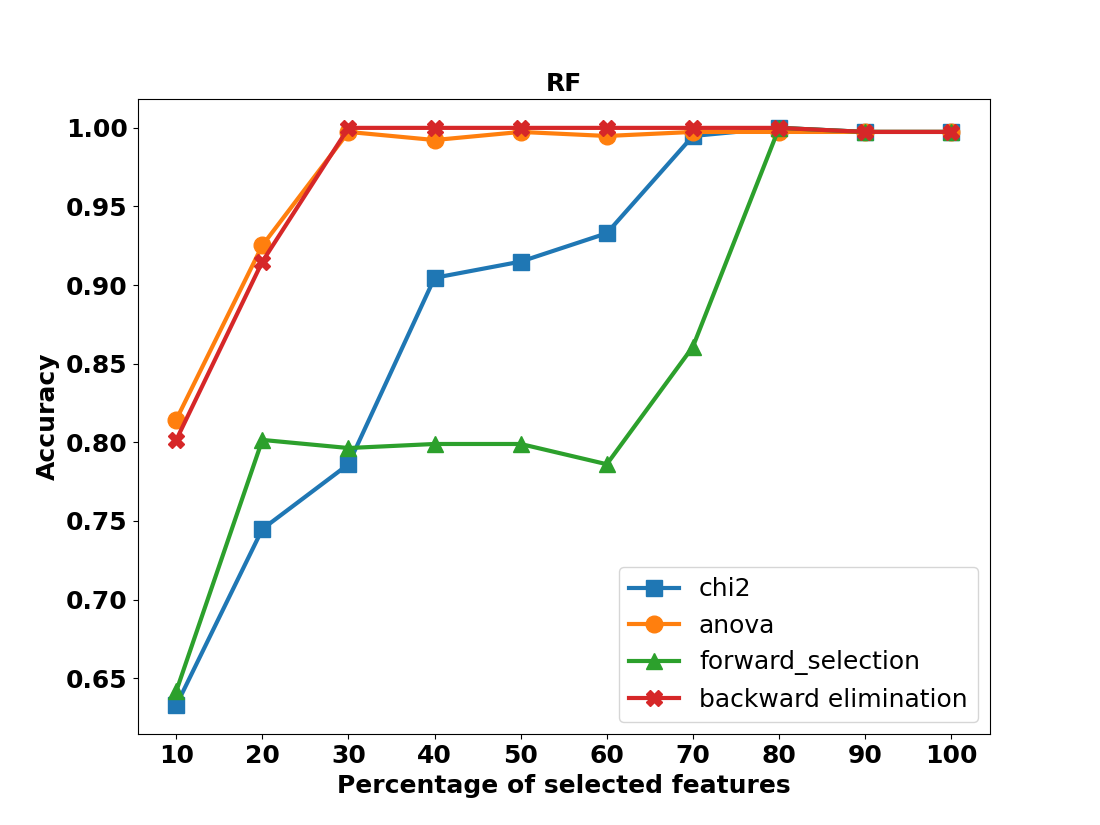 RF
1.00
0.95
0.90
0.85
0.80
0.75
0.70
0.65
Accuracy
chi2
anova
forward_selection
backward elimination
10 20 30 40 50 60 70 80 90 100
Percentage of selected features